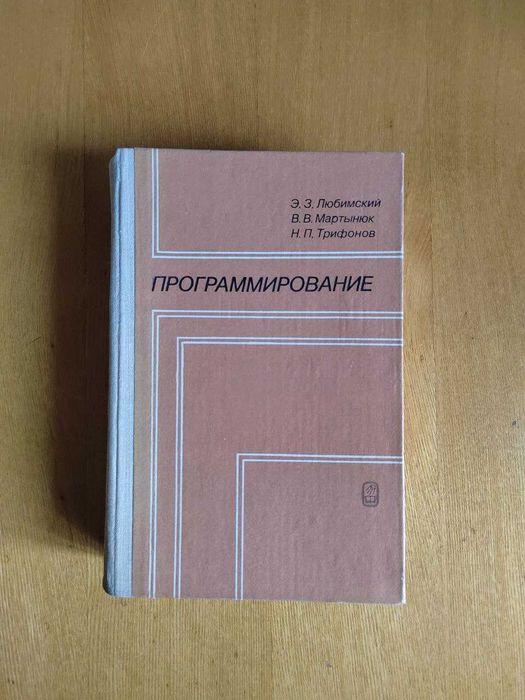 Э. З. Любимский
В. В. Мартынюк
Н. П. Трифонов
ПРОГРАММИРОВАНИЕ